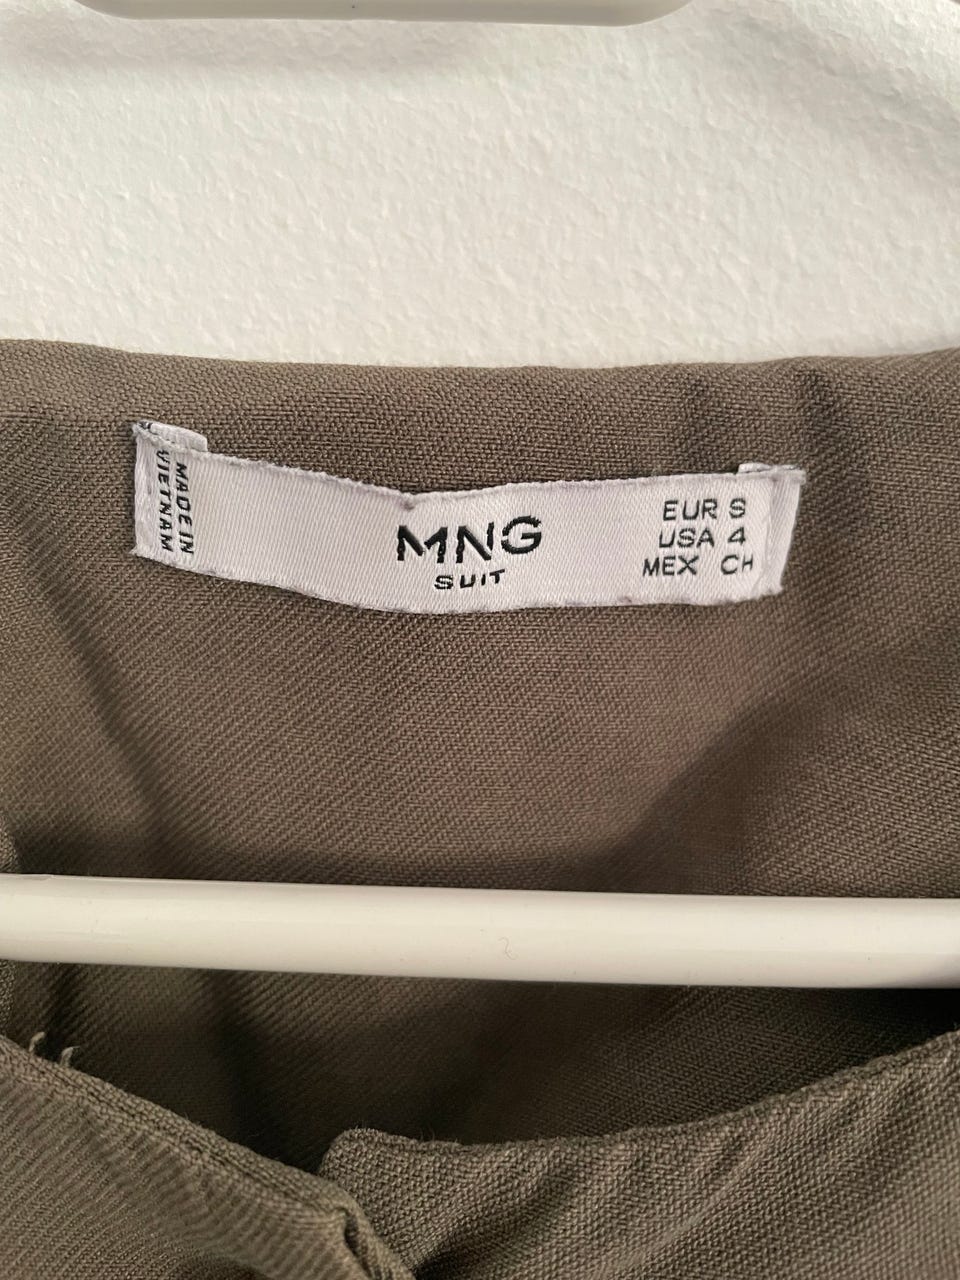 MADE IN
VIETNAM
MNG
SUIT
EUR S
USA 4
MEX CH